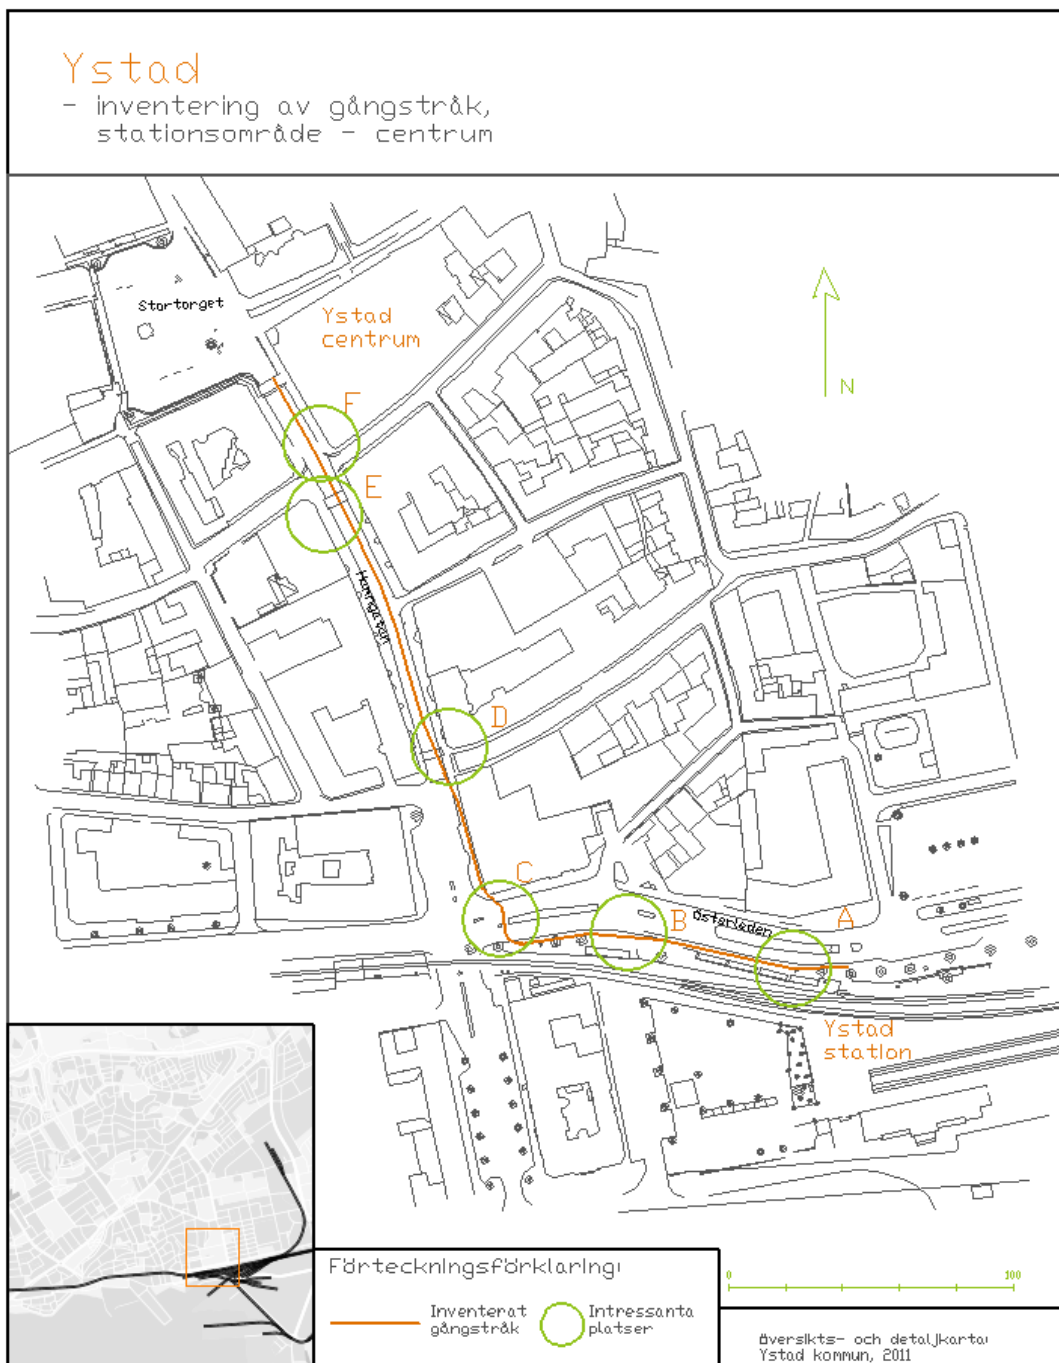 Ystad
- inventering av gångstråk,
stationsområde - centrum
Stortorget
Ystad
centrum
N
F
E
Hamngatan
D
C
B
Österleden
A
Ystad
station
Förteckningsförklaring:
Inventerat
gångstråk
Intressanta
platser
0
100
Översikts- och detaljkarta:
Ystad kommun, 2011